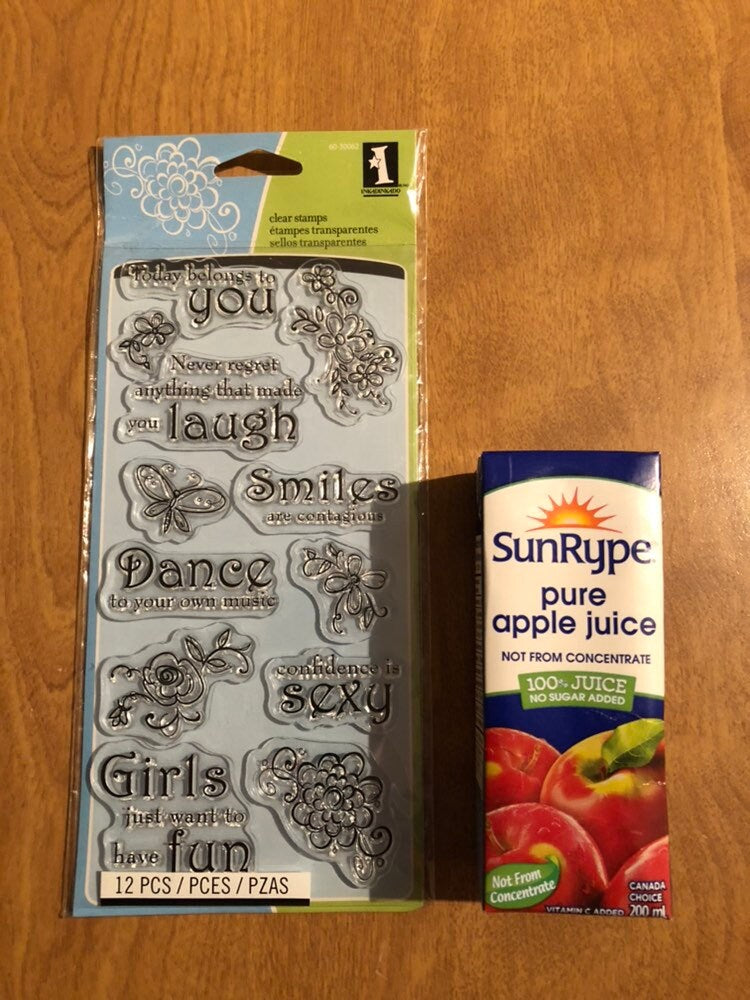 60-30062
INKADINKADO
clear stamps
étampes transparentes
sellos transparentes
Today belongs to
you
Never regret
anything that made
you laugh
Smiles
are contagious
Dance
to your own music
confidence is
sexy
Girls
just want to
have fun
12 PCS / PCES / PZAS
SunRype
pure
apple juice
NOT FROM CONCENTRATE
100% JUICE
NO SUGAR ADDED
Not From
Concentrate
CANADA
CHOICE
VITAMIN C ADDED 200 mL